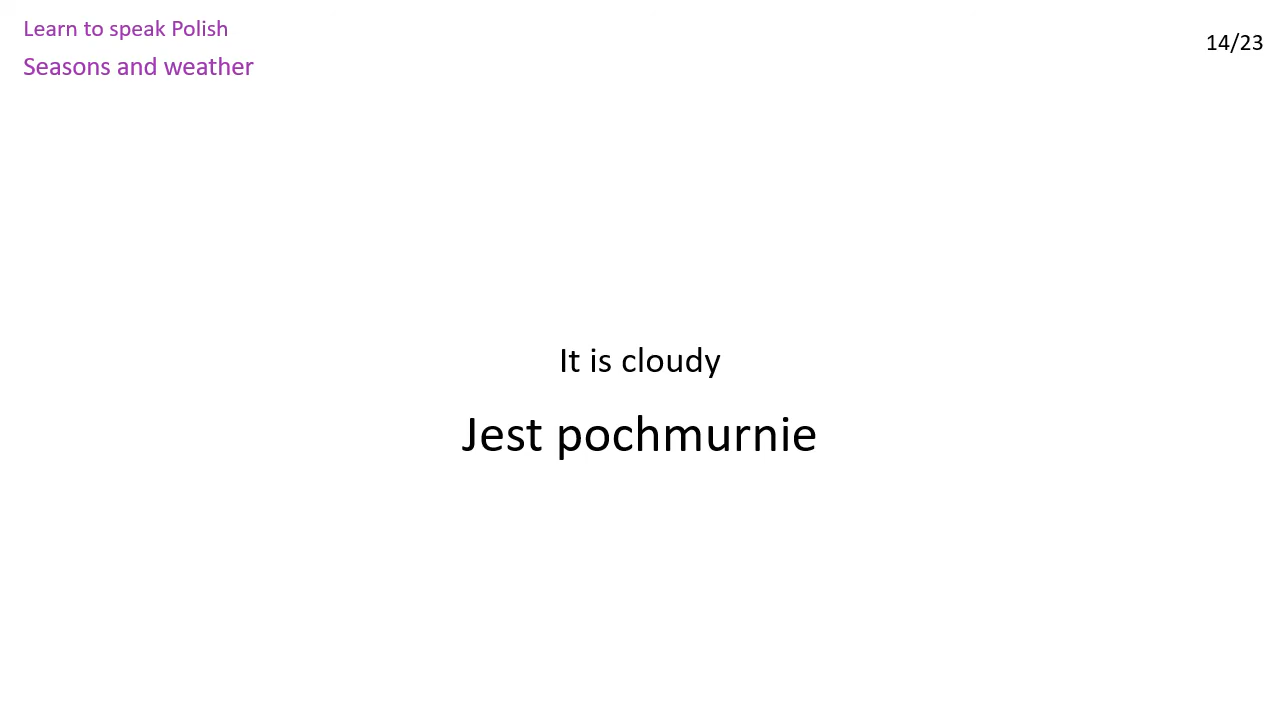 Learn to speak Polish
Seasons and weather
14/23
It is cloudy
Jest pochmurnie